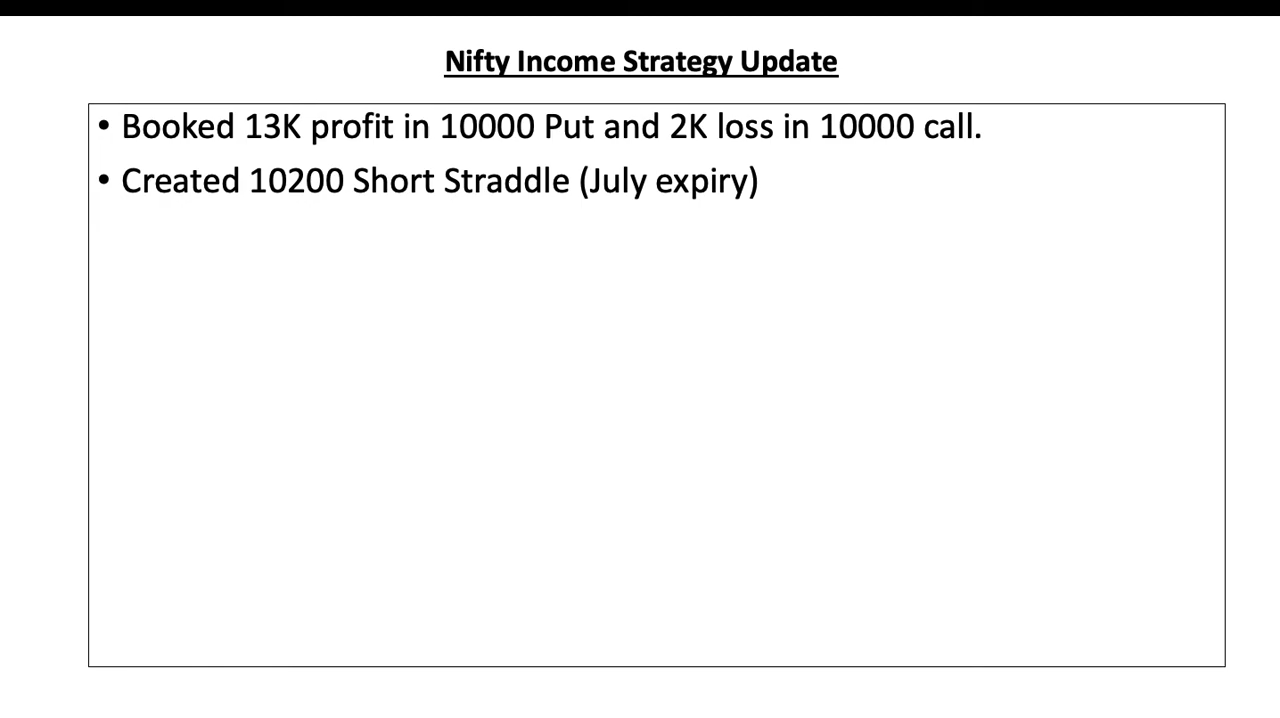 Nifty Income Strategy Update
• Booked 13K profit in 10000 Put and 2K loss in 10000 call.
• Created 10200 Short Straddle (July expiry)